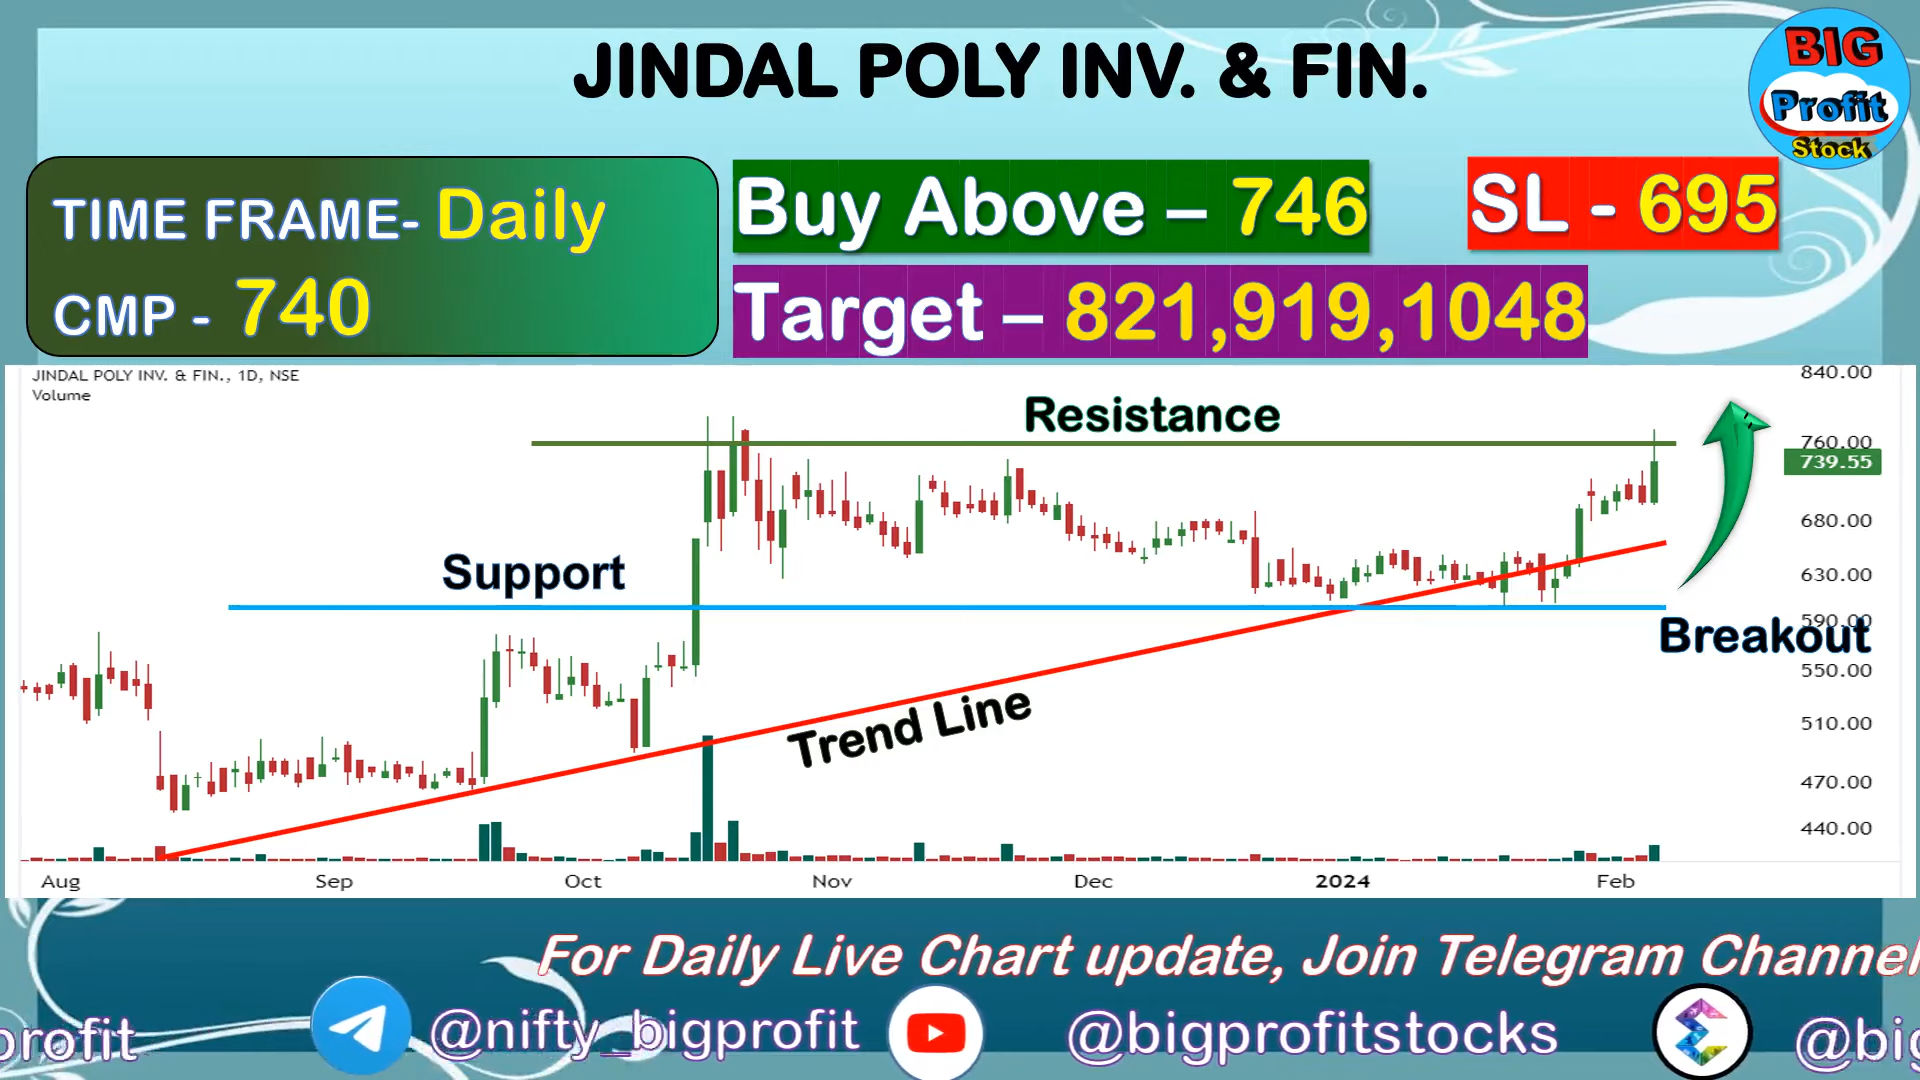 JINDAL POLY INV. & FIN.
BIG
Profit
Stock
TIME FRAME- Daily
CMP - 740
Buy Above – 746
SL - 695
Target – 821,919,1048
JINDAL POLY INV. & FIN., 1D, NSE
Volume
Resistance
Support
Trend Line
Breakout
840.00
760.00
739.55
680.00
630.00
590.00
550.00
510.00
470.00
440.00
Aug Sep Oct Nov Dec 2024 Feb
For Daily Live Chart update, Join Telegram Channel
profit @nifty_bigprofit @bigprofitstocks @big